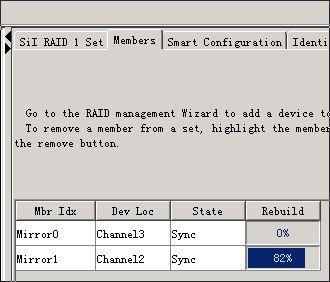 SiI RAID 1 Set Members Smart Configuration Identi
Go to the RAID management Wizard to add a device to
To remove a member from a set, highlight the member
the remove button.
Mbr Idx Dev Loc State Rebuild
Mirror0 Channel3 Sync 0%
Mirror1 Channel2 Sync 82%